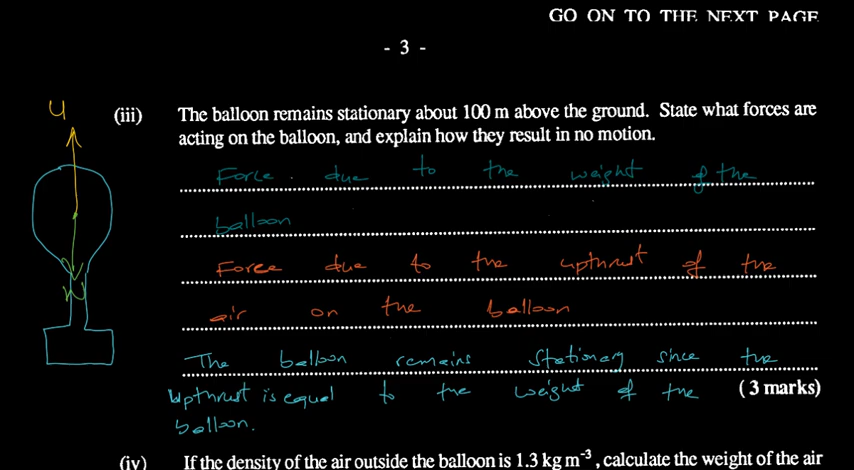 GO ON TO THE NEXT PAGE
- 3 -
U
(iii) The balloon remains stationary about 100 m above the ground. State what forces are
acting on the balloon, and explain how they result in no motion.
Force due to the weight of the
balloon
Force due to the upthrust of the
air on the balloon
The balloon remains stationary since the
Upthrust is equal to the weight of the (3 marks)
balloon.
W
(iv) If the density of the air outside the balloon is 1.3 kg m⁻³, calculate the weight of the air